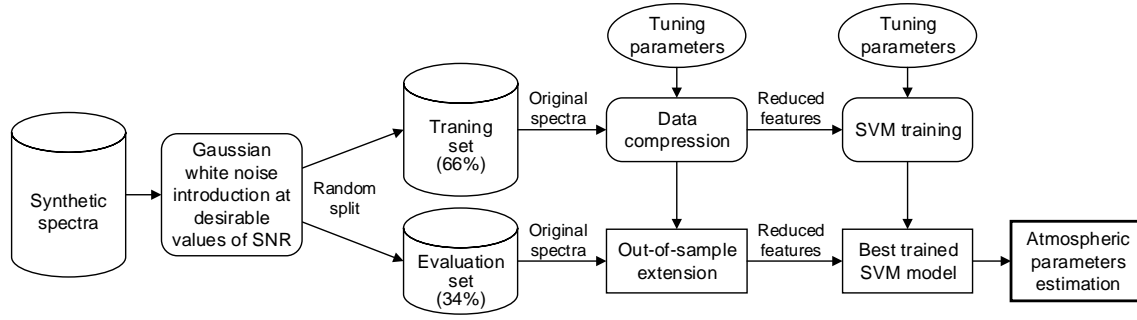 Synthetic
spectra
Gaussian
white noise
introduction at
desirable
values of SNR
Random
split
Traning
set
(66%)
Evaluation
set
(34%)
Original
spectra
Original
spectra
Tuning
parameters
Data
compression
Out-of-sample
extension
Reduced
features
Reduced
features
Tuning
parameters
SVM training
Best trained
SVM model
Atmospheric
parameters
estimation